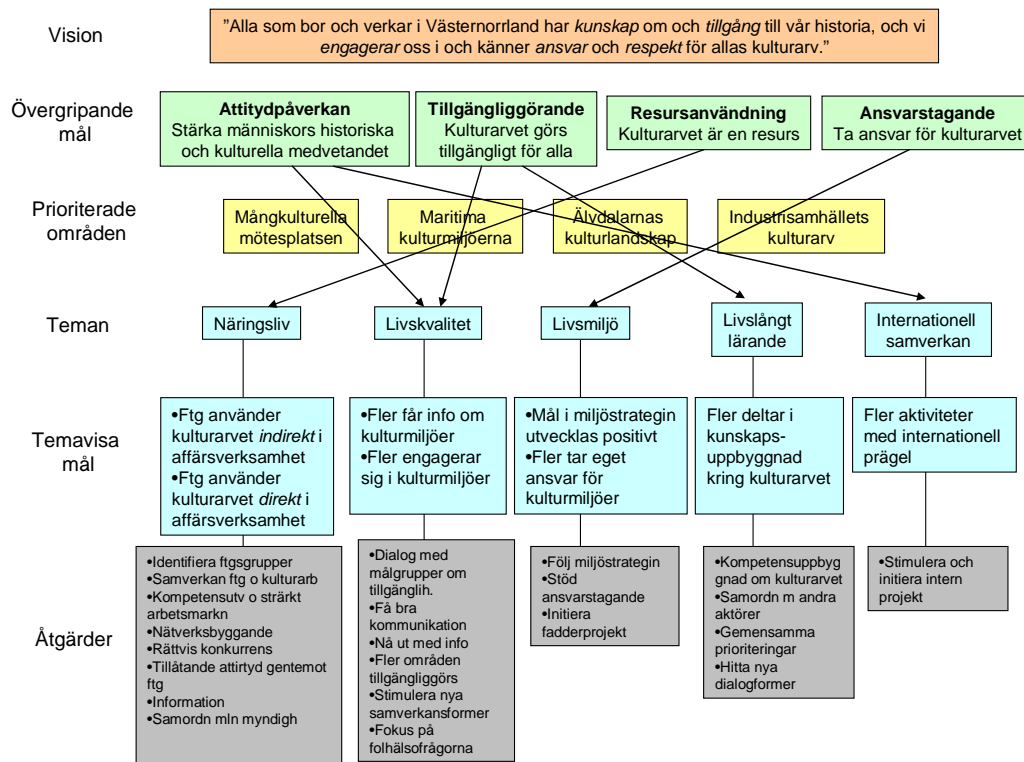 Vision
"Alla som bor och verkar i Västernorrland har kunskap om och tillgång till vår historia, och vi
engagerar oss i och känner ansvar och respekt för allas kulturarv."
Övergripande
mål
Attitydpåverkan
Stärka människors historiska
och kulturella medvetandet
Tillgängliggörande
Kulturarvet görs
tillgängligt för alla
Resursanvändning
Kulturarvet är en resurs
Ansvarstagande
Ta ansvar för kulturarvet
Prioriterade
områden
Mångkulturella
mötesplatsen
Maritima
kulturmiljöerna
Älvdalarnas
kulturlandskap
Industrisamhällets
kulturarv
Teman
Näringsliv
Livskvalitet
Livsmiljö
Livslångt
lärande
Internationell
samverkan
Temavisa
mål
•Ftg använder
kulturarvet indirekt i
affärsverksamhet
•Ftg använder
kulturarvet direkt i
affärsverksamhet
•Fler får info om
kulturmiljöer
•Fler engagerar
sig i kulturmiljöer
•Mål i miljöstrategin
utvecklas positivt
•Fler tar eget
ansvar för
kulturmiljöer
Fler deltar i
kunskaps-
uppbyggnad
kring kulturarvet
Fler aktiviteter
med internationell
prägel
Åtgärder
•Identifiera ftgsgrupper
•Samverkan ftg o kulturarb
•Kompetensutv o strärkt
arbetsmarkn
•Nätverksbyggande
•Rättvis konkurrens
•Tillåtande attirtyd gentemot
ftg
•Information
•Samordn mln myndigh
•Dialog med
målgrupper om
tillgänglih.
•Få bra
kommunikation
•Nå ut med info
•Fler områden
tillgängliggörs
•Stimulera nya
samverkansformer
•Fokus på
folhälsofrågorna
•Följ miljöstrategin
•Stöd
ansvarstagande
•Initiera
fadderprojekt
•Kompetensuppbyg
gnad om kulturarvet
•Samordn m andra
aktörer
•Gemensamma
prioriteringar
•Hitta nya
dialogformer
•Stimulera och
initiera intern
projekt